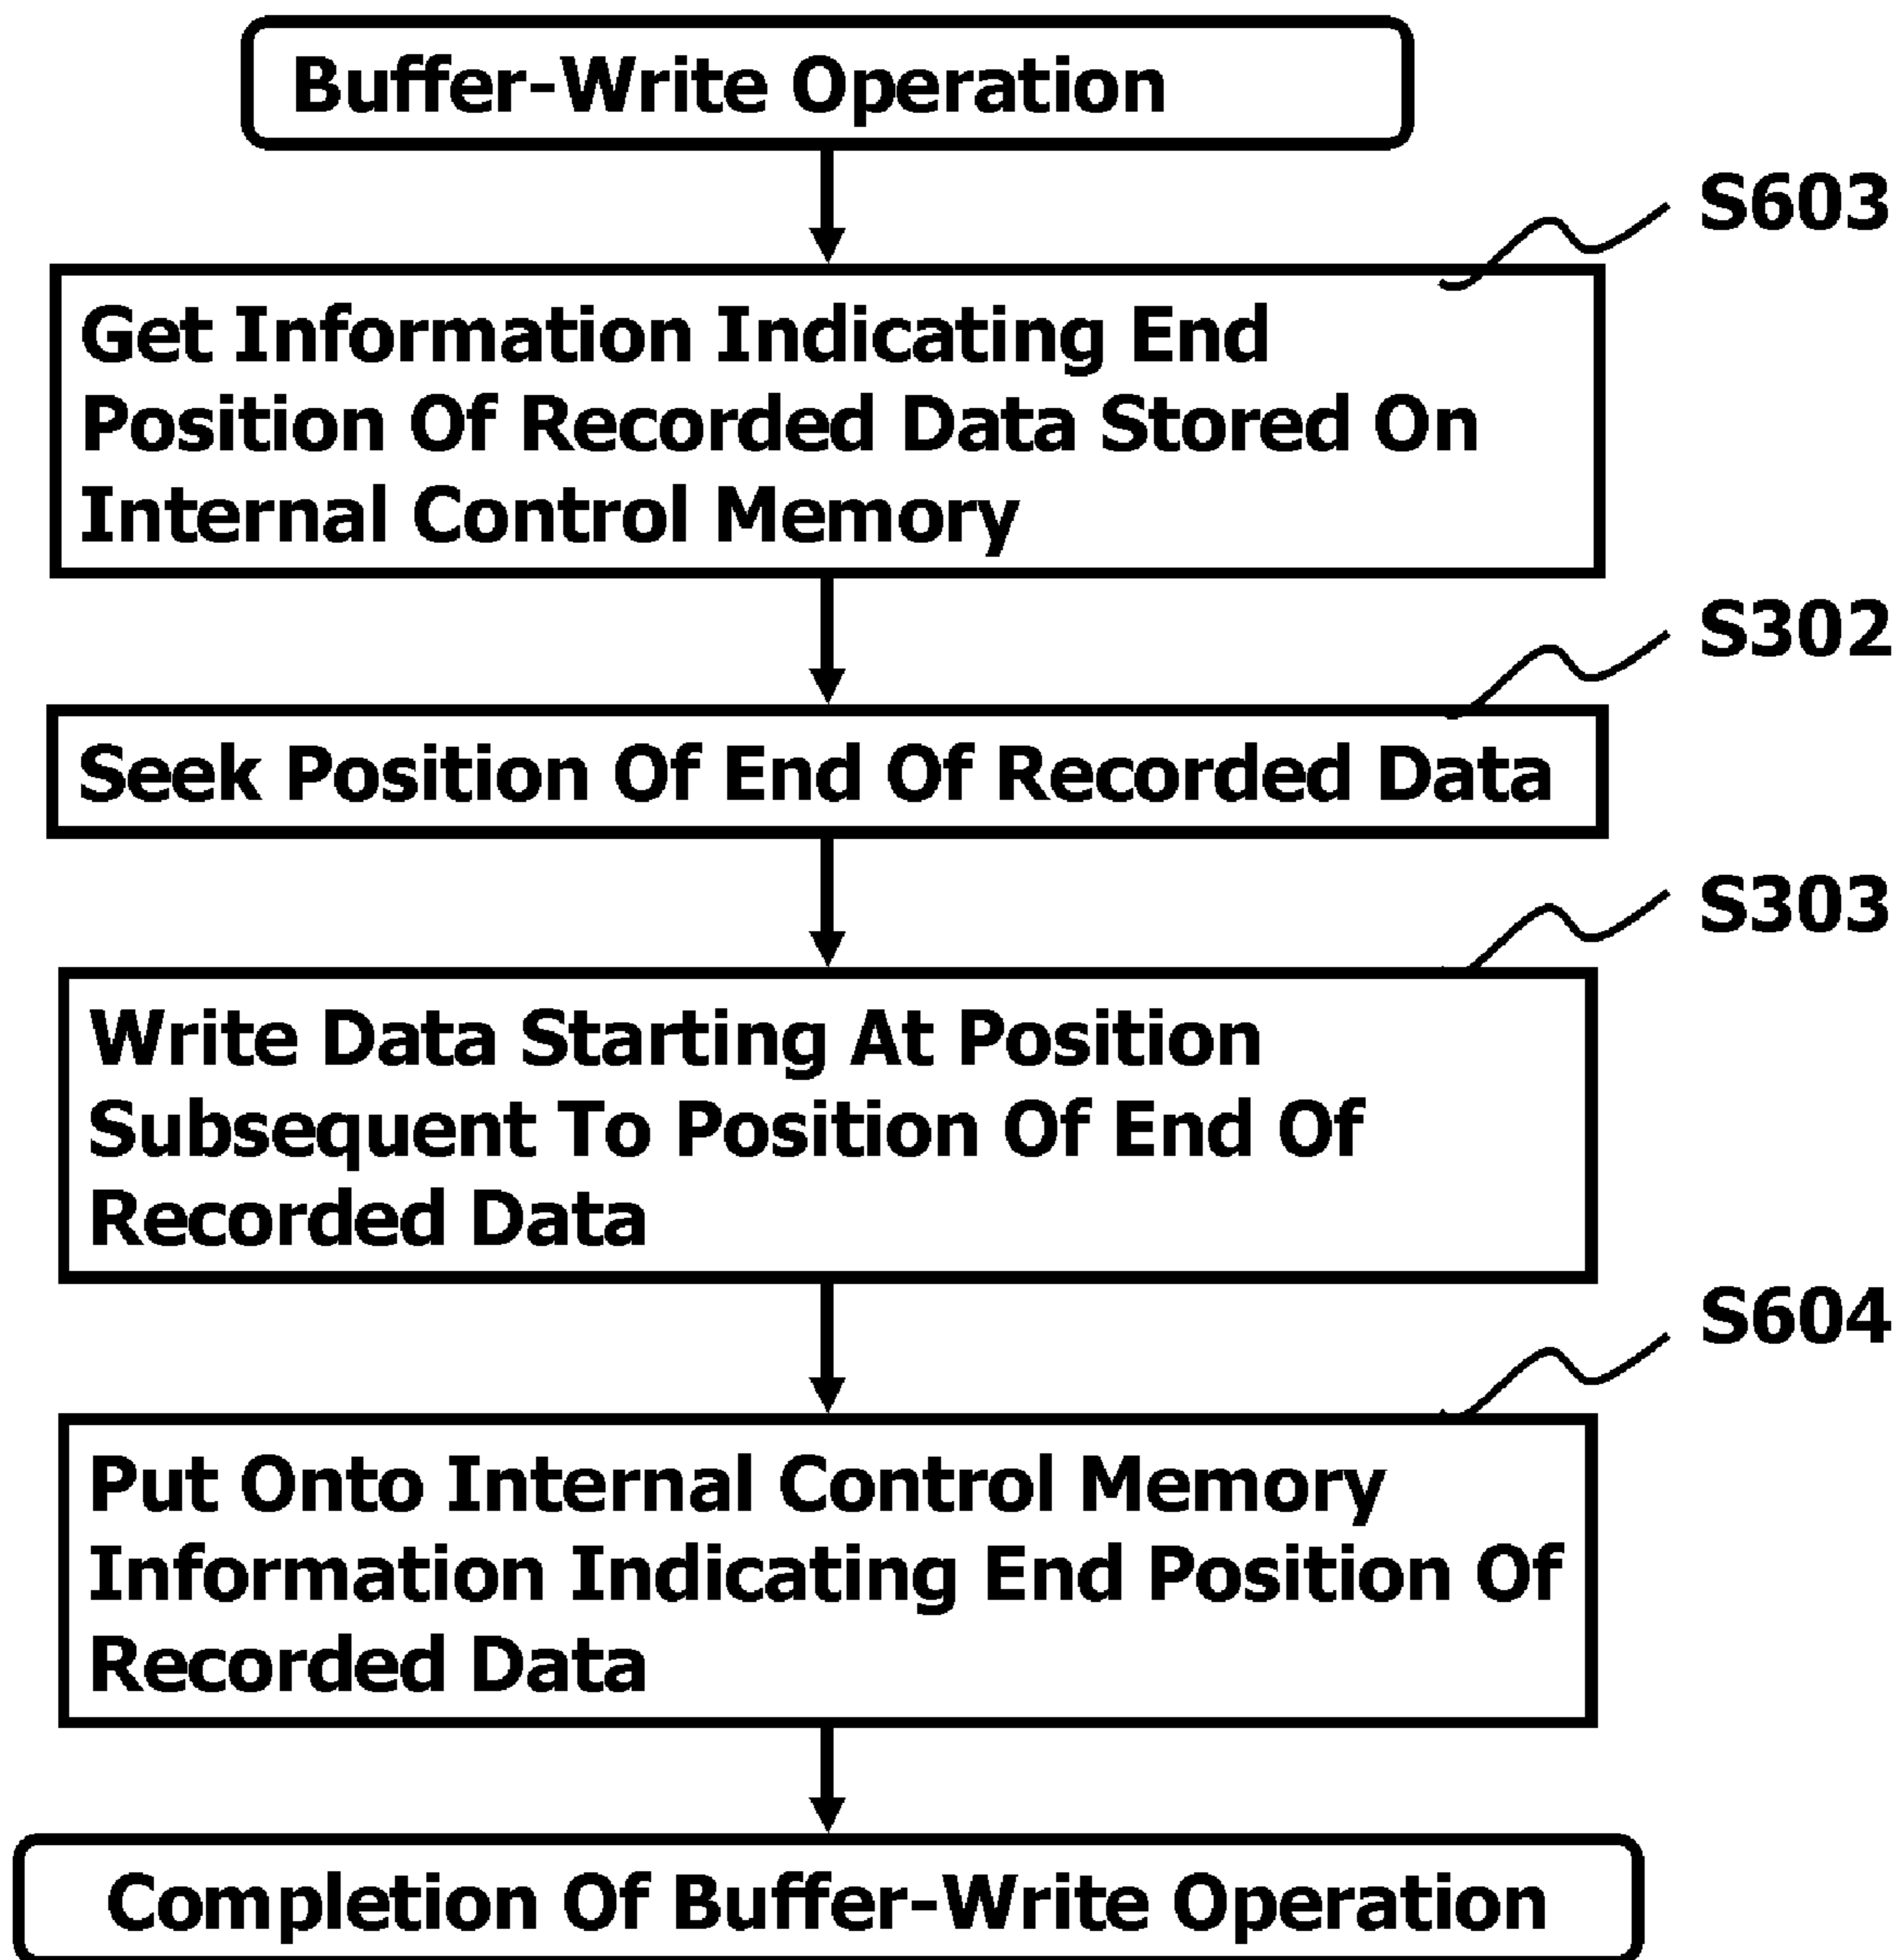 Buffer-Write Operation
S603
Get Information Indicating End
Position Of Recorded Data Stored On
Internal Control Memory
S302
Seek Position Of End Of Recorded Data
S303
Write Data Starting At Position
Subsequent To Position Of End Of
Recorded Data
S604
Put Onto Internal Control Memory
Information Indicating End Position Of
Recorded Data
Completion Of Buffer-Write Operation